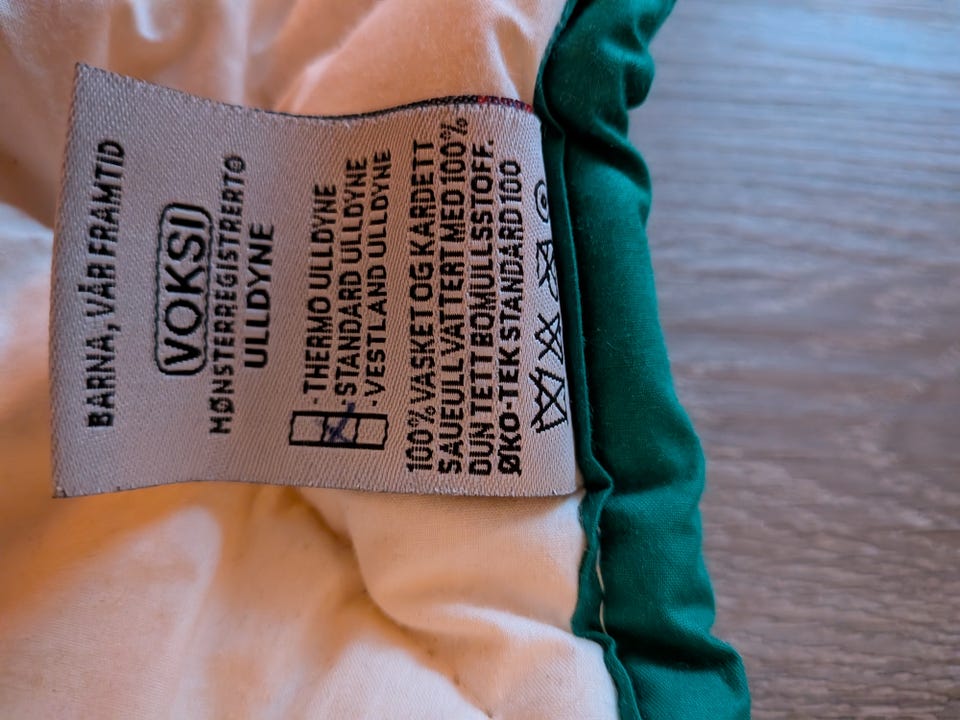 BARNA, VÅR FRAMTID
VOKSI
MØNSTERREGISTRERT®
ULLDYNE
- THERMO ULLDYNE
- STANDARD ULLDYNE
- VESTLAND ULLDYNE
100% VASKET OG KARDETT
SAUEULL VATTERT MED 100%
DUN TETT BOMULLSSTOFF.
ØKO-TEK STANDARD 100